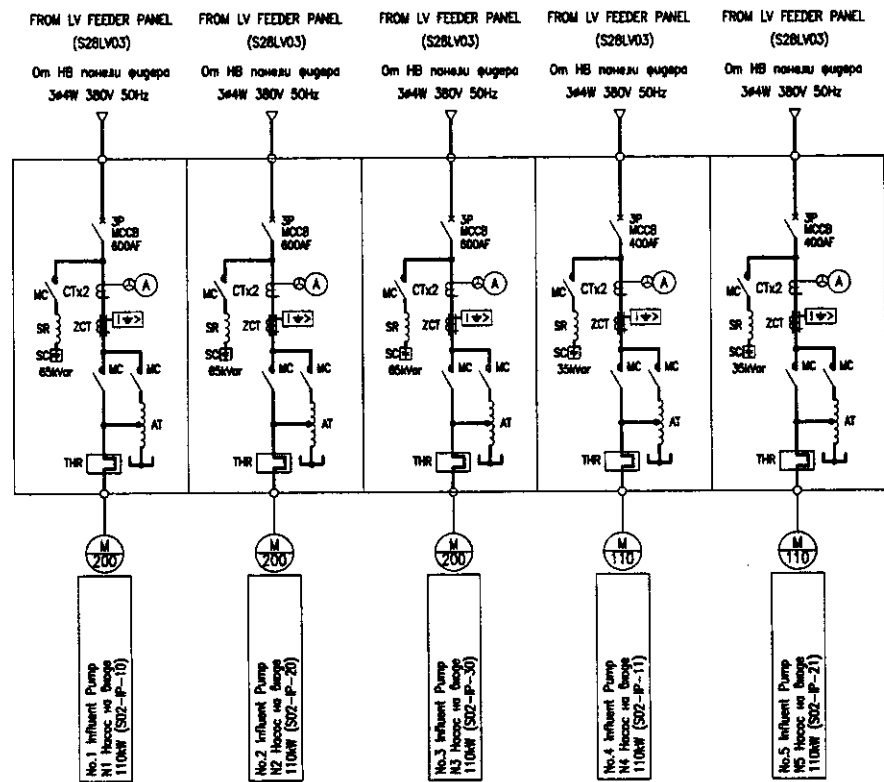 FROM LV FEEDER PANEL
(S28LV03)
От НВ панели фидера
3ø4W 380V 50Hz
FROM LV FEEDER PANEL
(S28LV03)
От НВ панели фидера
3ø4W 380V 50Hz
FROM LV FEEDER PANEL
(S28LV03)
От НВ панели фидера
3ø4W 380V 50Hz
FROM LV FEEDER PANEL
(S28LV03)
От НВ панели фидера
3ø4W 380V 50Hz
FROM LV FEEDER PANEL
(S28LV03)
От НВ панели фидера
3ø4W 380V 50Hz
3P
MCCB
600AF
MC
CTx2
A
SR
ZCT
I >
SC
65kVar
MC
MC
AT
THR
M
200
No.1 Influent Pump
N1 Насос на входе
110kW (S02-IP-10)
3P
MCCB
600AF
MC
CTx2
A
SR
ZCT
I >
SC
65kVar
MC
MC
AT
THR
M
200
No.2 Influent Pump
N2 Насос на входе
110kW (S02-IP-20)
3P
MCCB
600AF
MC
CTx2
A
SR
ZCT
I >
SC
65kVar
MC
MC
AT
THR
M
200
No.3 Influent Pump
N3 Насос на входе
110kW (S02-IP-30)
3P
MCCB
400AF
MC
CTx2
A
SR
ZCT
I >
SC
35kVar
MC
MC
AT
THR
M
110
No.4 Influent Pump
N4 Насос на входе
110kW (S02-IP-11)
3P
MCCB
400AF
MC
CTx2
A
SR
ZCT
I >
SC
35kVar
MC
MC
AT
THR
M
110
No.5 Influent Pump
N5 Насос на входе
110kW (S02-IP-21)